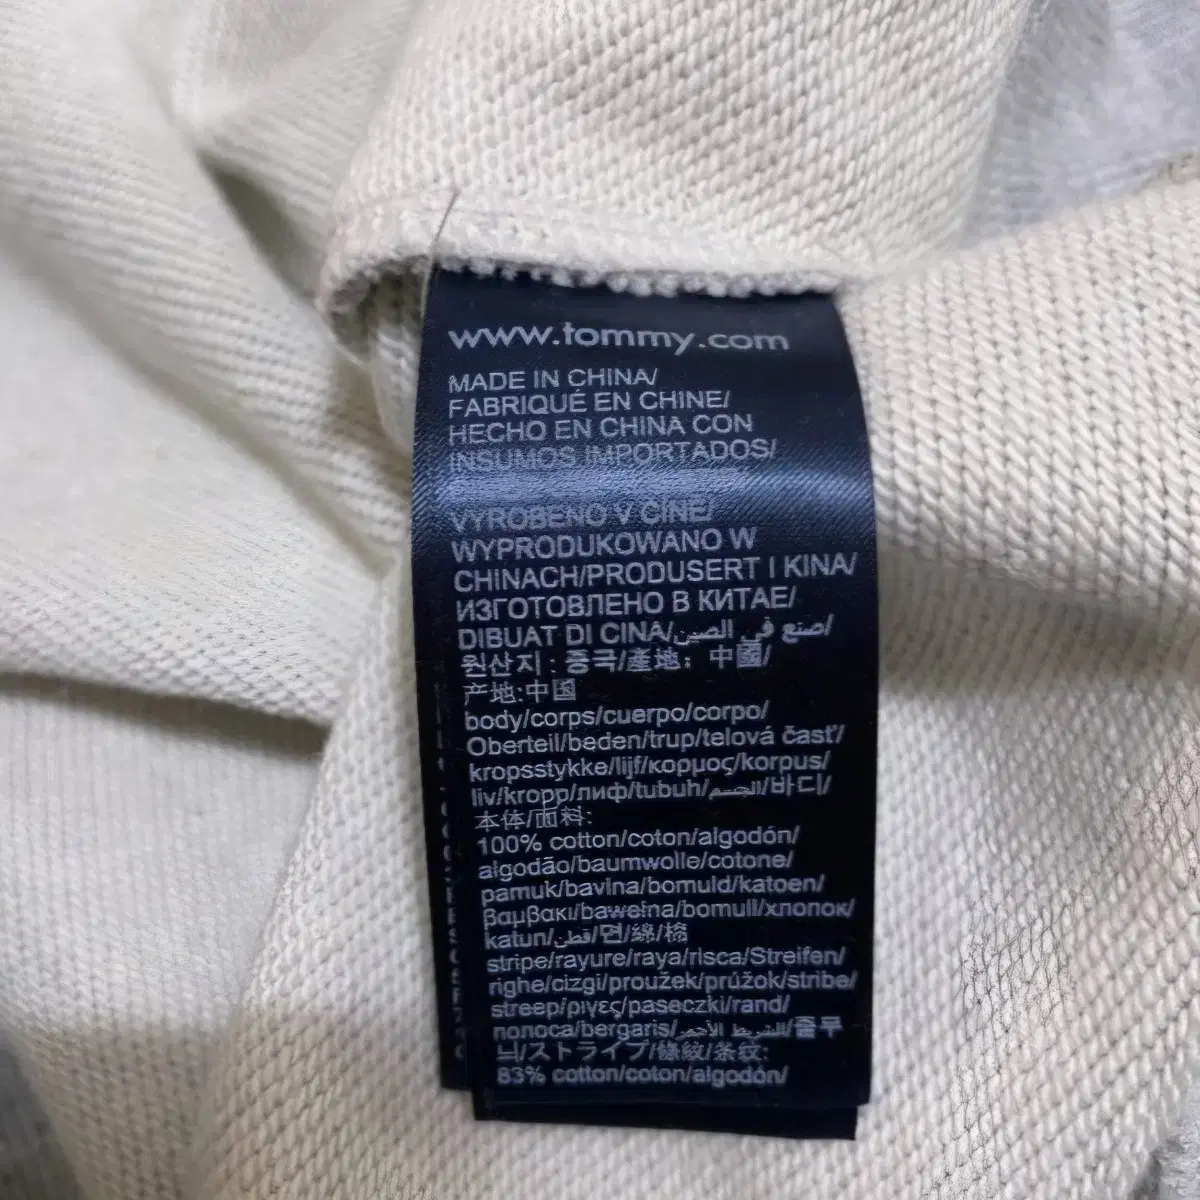 www.tommy.com
MADE IN CHINA/
FABRIQUÉ EN CHINE/
HECHO EN CHINA CON
INSUMOS IMPORTADOS/
VYROBENO V CINE/
WYPRODUKOWANO W
CHINACH/PRODUSERT I KINA/
ИЗГОТОВЛЕНО В КИТАЕ/
DIBUAT DI CINA/صنع في الصين/
원산지 : 중국/產地：中國/
产地:中国
body/corps/cuerpo/corpo/
Oberteil/beden/trup/telová časť/
kropsstykke/lijf/κορμος/korpus/
liv/kropp/лиф/tubuh/الجسم/바디/
本体/面料:
100% cotton/coton/algodón/
algodão/baumwolle/cotone/
pamuk/bavlna/bomuld/katoen/
βαμβακι/bawełna/bomull/хлопок/
katun/قطن/면/綿/棉
stripe/rayure/raya/risca/Streifen/
righe/cizgi/proužek/prúžok/stribe/
streep/ριγες/paseczki/rand/
полоса/bergaris/الشريط الأحمر/줄무
늬/ストライプ/條紋/条纹:
83% cotton/coton/algodón/